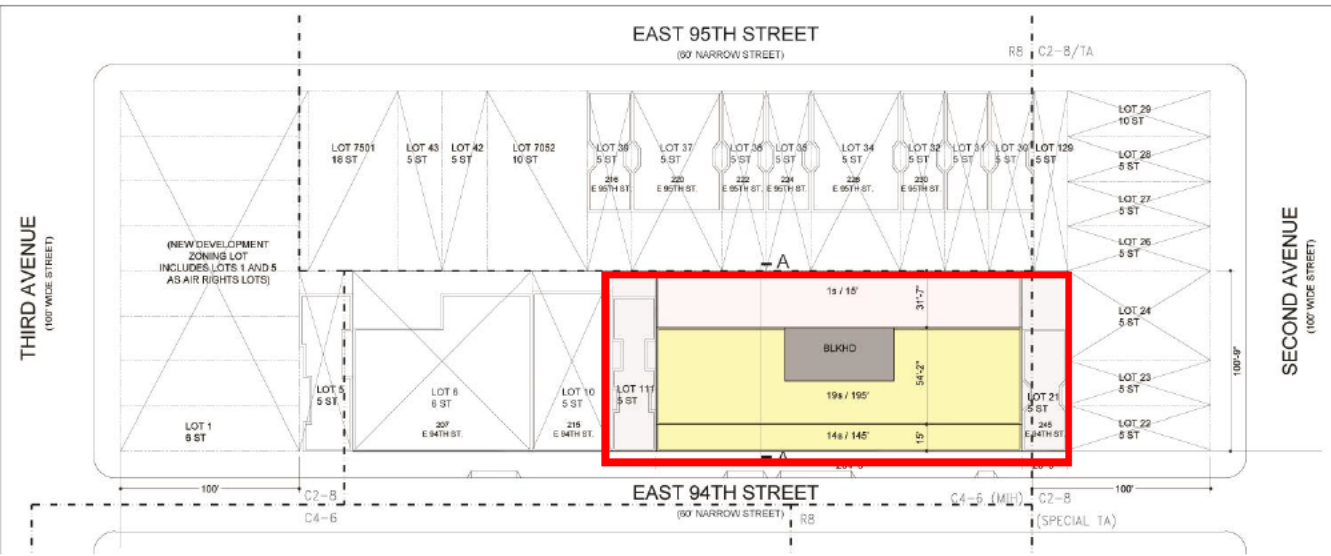 EAST 95TH STREET
(60' NARROW STREET)
R8 C2-8/TA
LOT 7501
18 ST
LOT 43
5 ST
LOT 42
5 ST
LOT 7052
10 ST
5 ST
216
E 95TH ST.
LOT 37
5 ST
220
E 95TH ST.
5 ST
222
E 95TH ST.
LOT 35
5 ST
224
E 95TH ST.
LOT 34
5 ST
E 95TH ST.
LOT 32
5 ST
230
E 95TH ST.
LOT 31
5 ST
LOT 30
5 ST
LOT 129
5 ST
LOT 29
10 ST
LOT 28
5 ST
LOT 27
5 ST
LOT 26
5 ST
LOT 24
5 ST
LOT 23
5 ST
LOT 22
5 ST
THIRD AVENUE
(100' WIDE STREET)
(NEW DEVELOPMENT
ZONING LOT
INCLUDES LOTS 1 AND 5
AS AIR RIGHTS LOTS)
LOT 1
6 ST
LOT 5
5 ST
LOT 6
6 ST
207
E 94TH ST.
LOT 10
5 ST
215
E 94TH ST.
LOT 111
5 ST
A
1s / 15'
31'-7"
BLKHD
54'-2"
19s / 195'
14s / 145'
15'
A
LOT 21
5 ST
245
E 94TH ST.
100'-9"
SECOND AVENUE
(100' WIDE STREET)
100'
C2-8
C4-6
EAST 94TH STREET
(60' NARROW STREET)
R8
C4-6 (MIH) C2-8
(SPECIAL TA)
100'